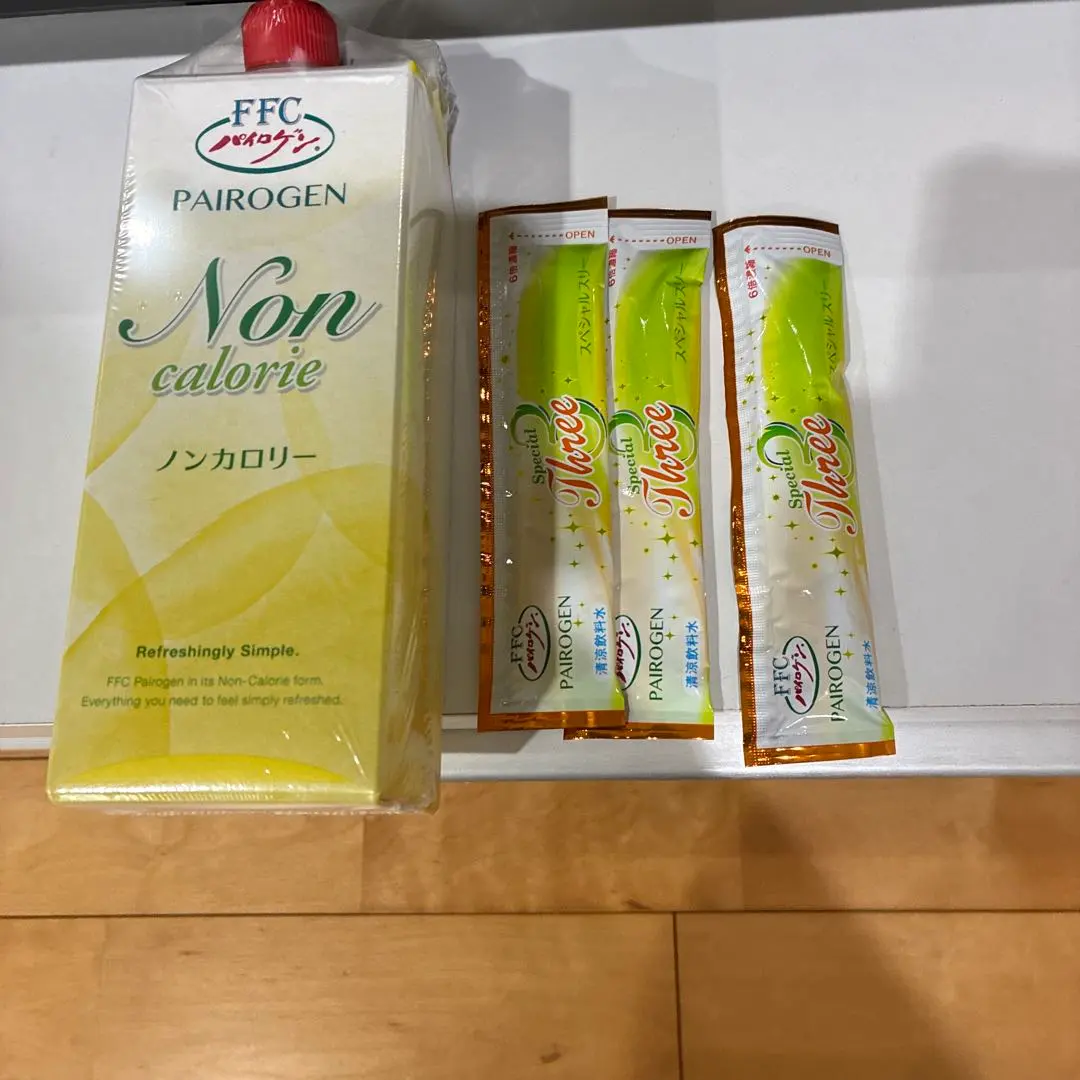 FFC
パイロゲン®
PAIROGEN
Non
calorie
ノンカロリー
Refreshingly Simple.
FFC Pairogen in its Non-Calorie form.
Everything you need to feel simply refreshed.
OPEN
6倍濃縮
スペシャルスリー
Special
Three
FFC
パイロゲン
PAIROGEN
清涼飲料水
OPEN
6倍濃縮
スペシャルスリー
Special
Three
パイロゲン
PAIROGEN
清涼飲料水
OPEN
6倍濃縮
スペシャルスリー
Special
Three
FFC
パイロゲン
PAIROGEN
清涼飲料水